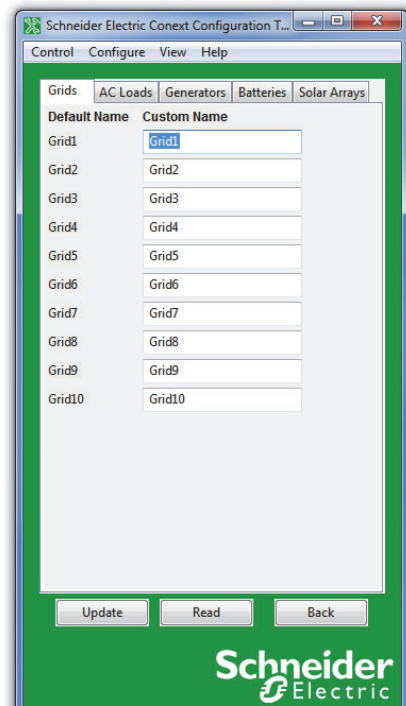 Schneider Electric Conext Configuration T...
Control Configure View Help
Grids AC Loads Generators Batteries Solar Arrays
Default Name Custom Name
Grid1 Grid1
Grid2 Grid2
Grid3 Grid3
Grid4 Grid4
Grid5 Grid5
Grid6 Grid6
Grid7 Grid7
Grid8 Grid8
Grid9 Grid9
Grid10 Grid10
Update Read Back
Schneider
Electric